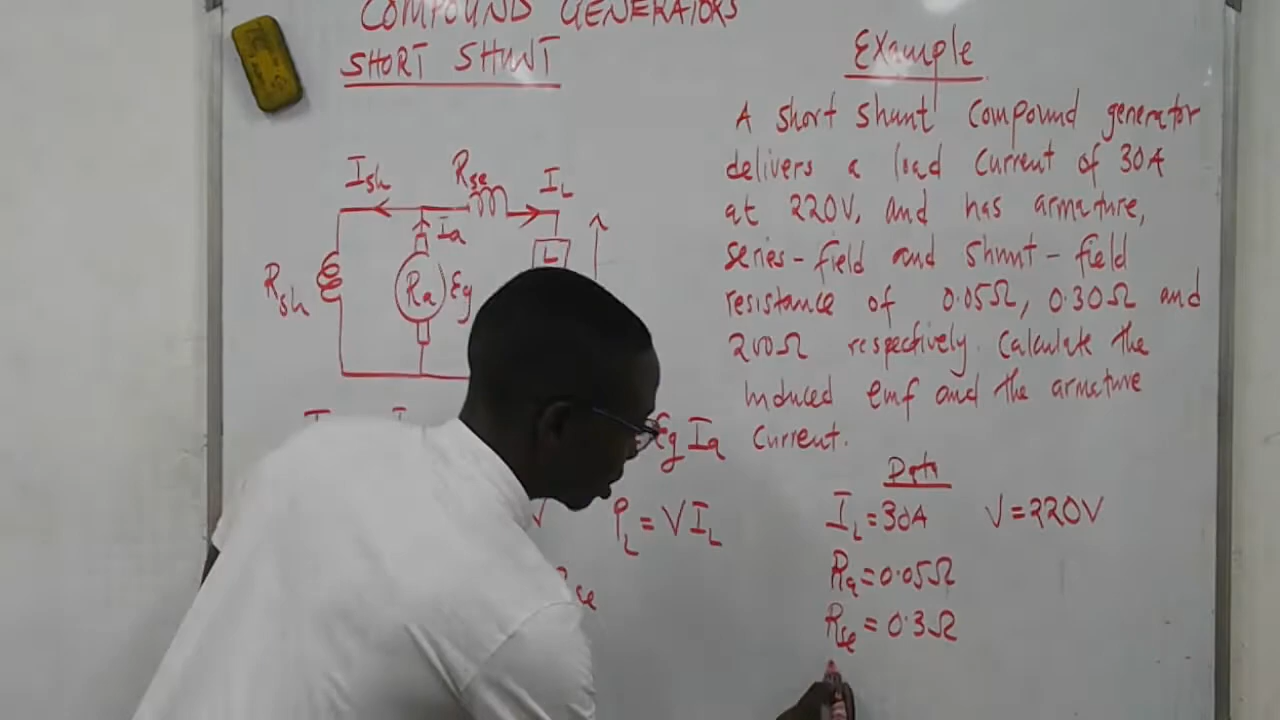 COMPOUND GENERATORS
SHORT SHUNT
Ish
Rse
IL
Ia
Rsh
Ra
Eg
L
Eg Ia
V
PL = VIL
se
Example
A short shunt compound generator
delivers a load current of 30A
at 220V, and has armature,
series-field and shunt-field
resistance of 0.05Ω, 0.30Ω and
200Ω respectively. Calculate the
induced emf and the armature
current.
Data
IL = 30A V = 220V
Ra = 0.05Ω
Rse = 0.3Ω